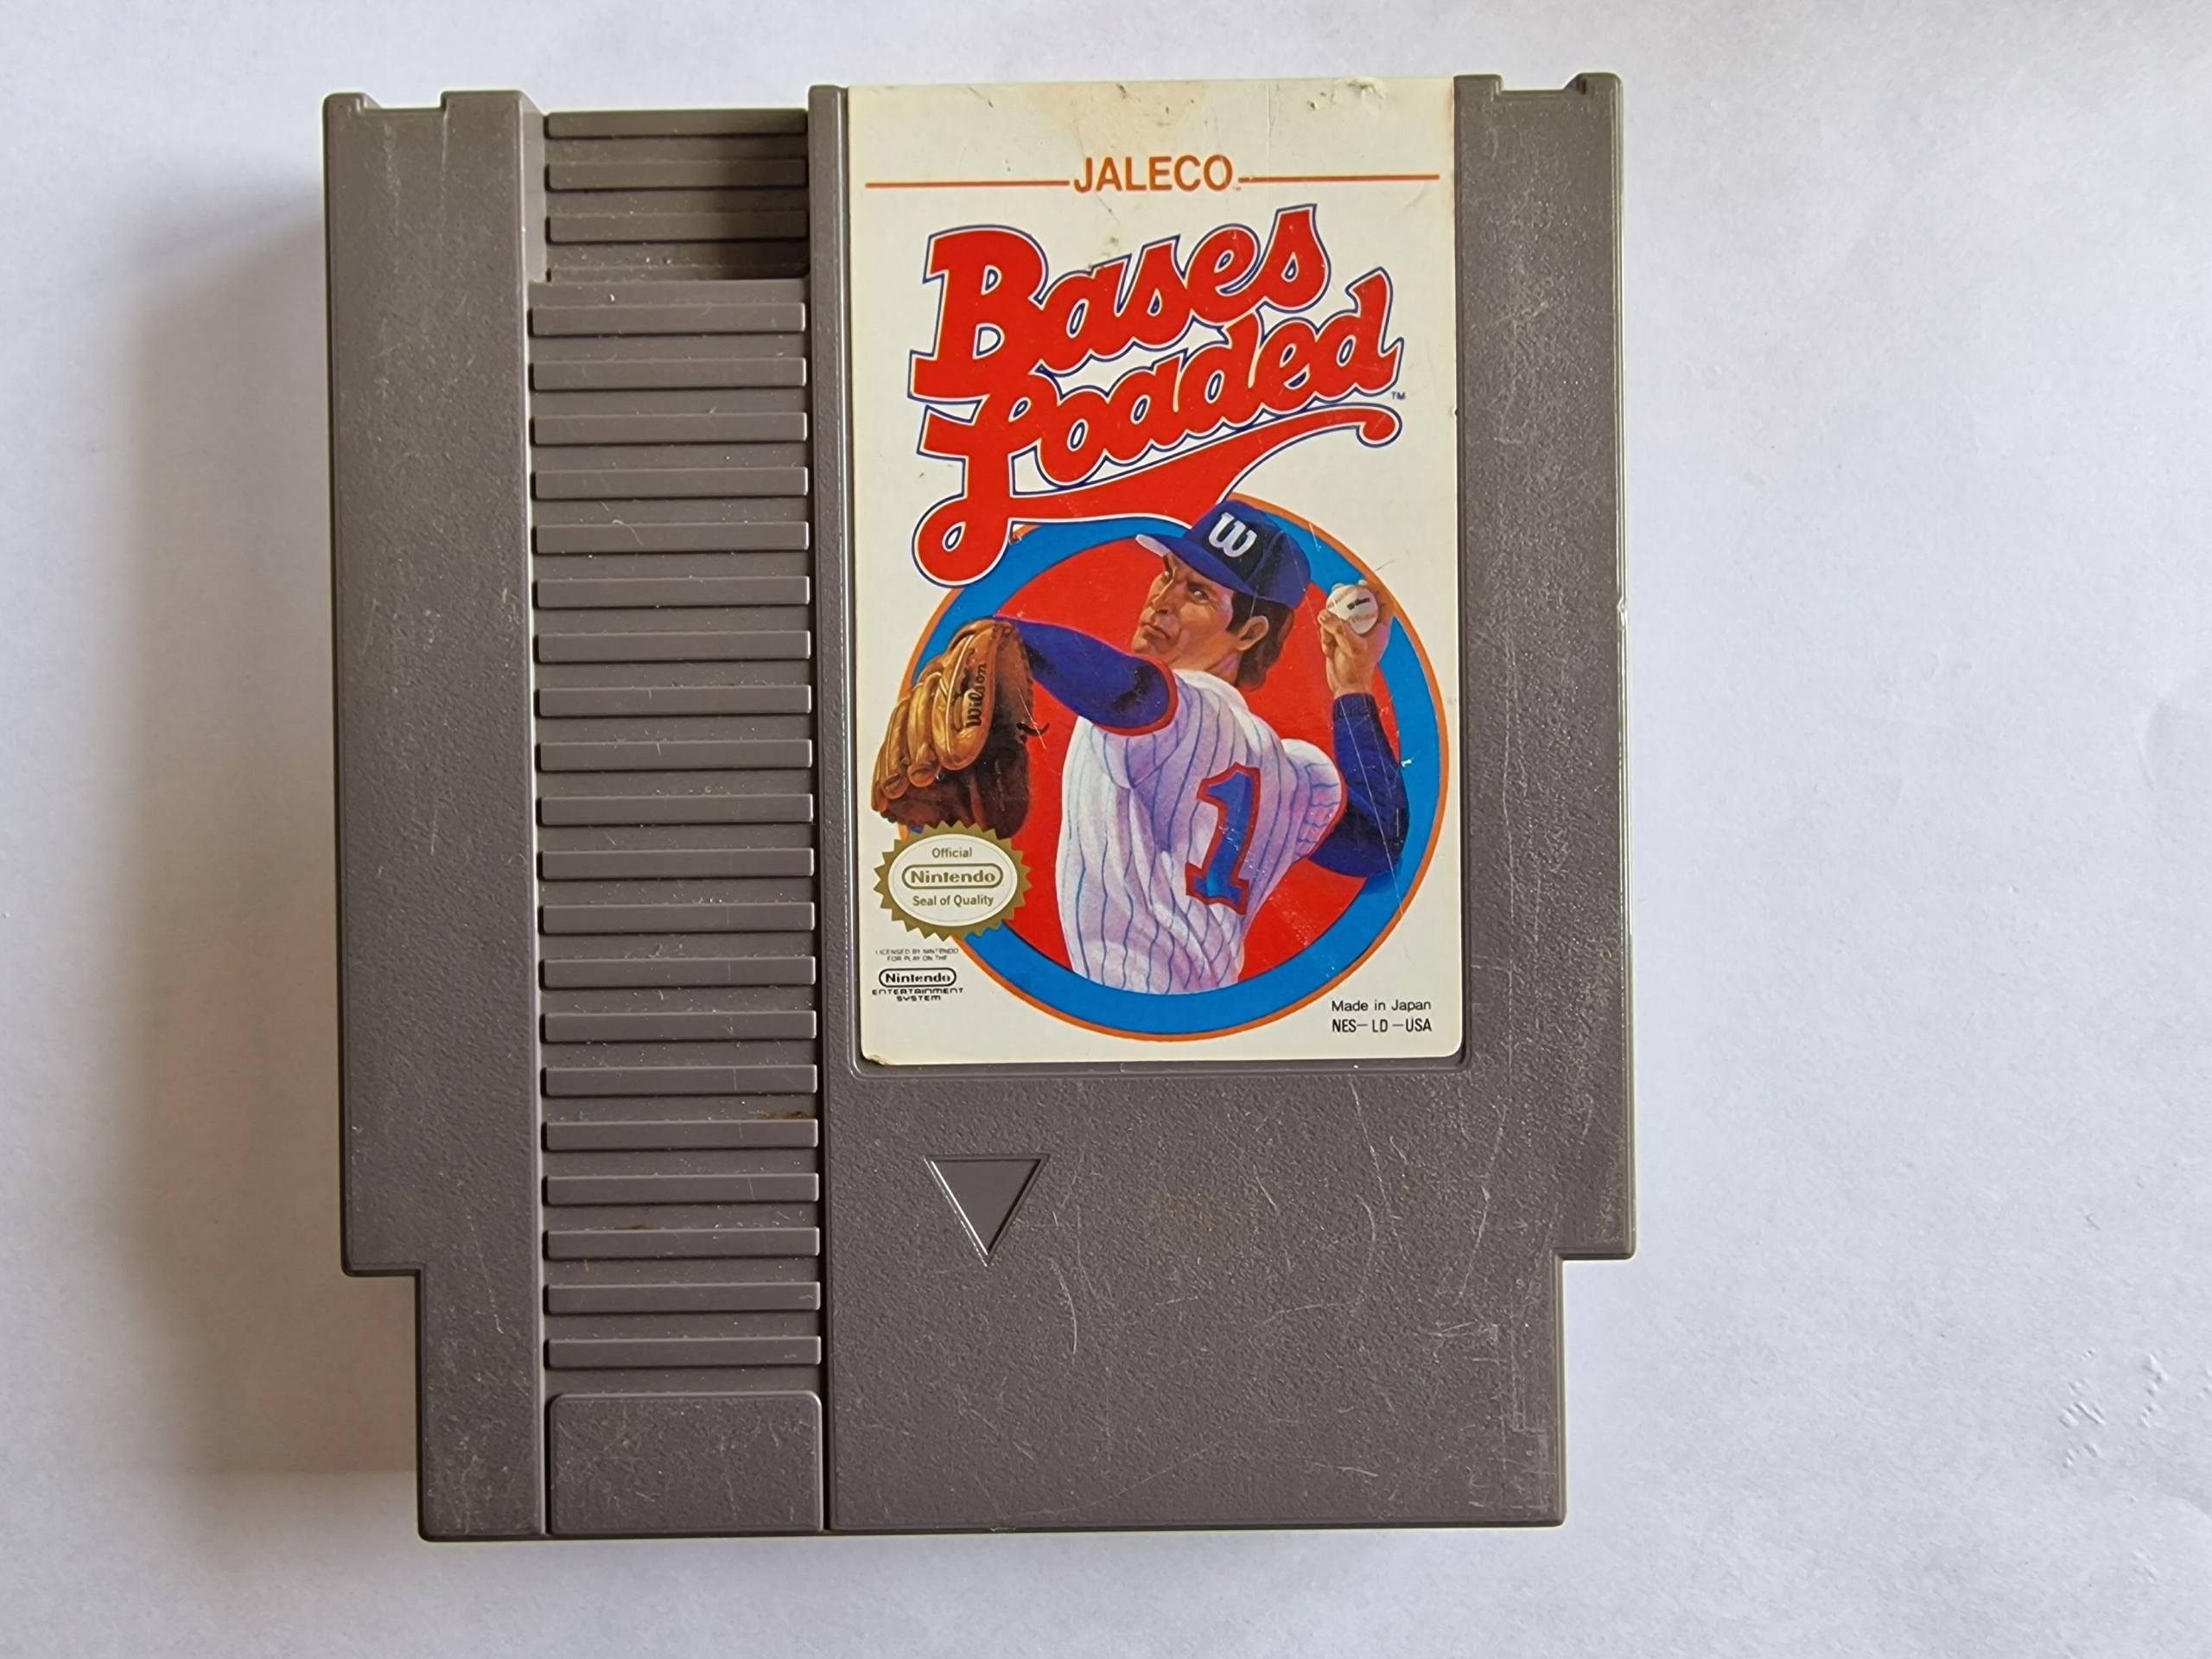 JALECO
Bases
Loaded
TM
W
Wilson
Wilson
1
Official
Nintendo
Seal of Quality
LICENSED BY NINTENDO
FOR PLAY ON THE
Nintendo
ENTERTAINMENT
SYSTEM
Made in Japan
NES-LD-USA